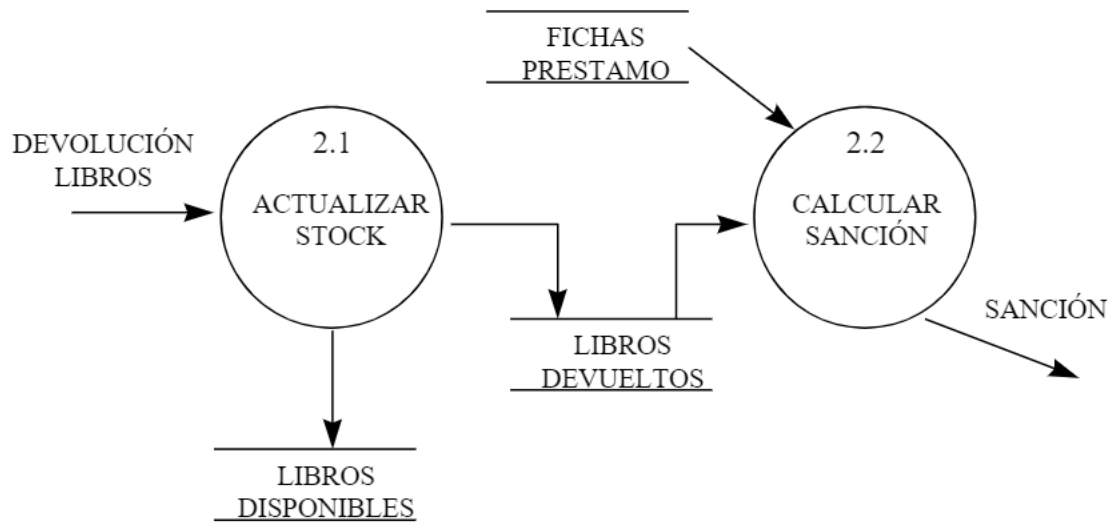 FICHAS
PRESTAMO
DEVOLUCIÓN
LIBROS
2.1
ACTUALIZAR
STOCK
2.2
CALCULAR
SANCIÓN
SANCIÓN
LIBROS
DEVUELTOS
LIBROS
DISPONIBLES